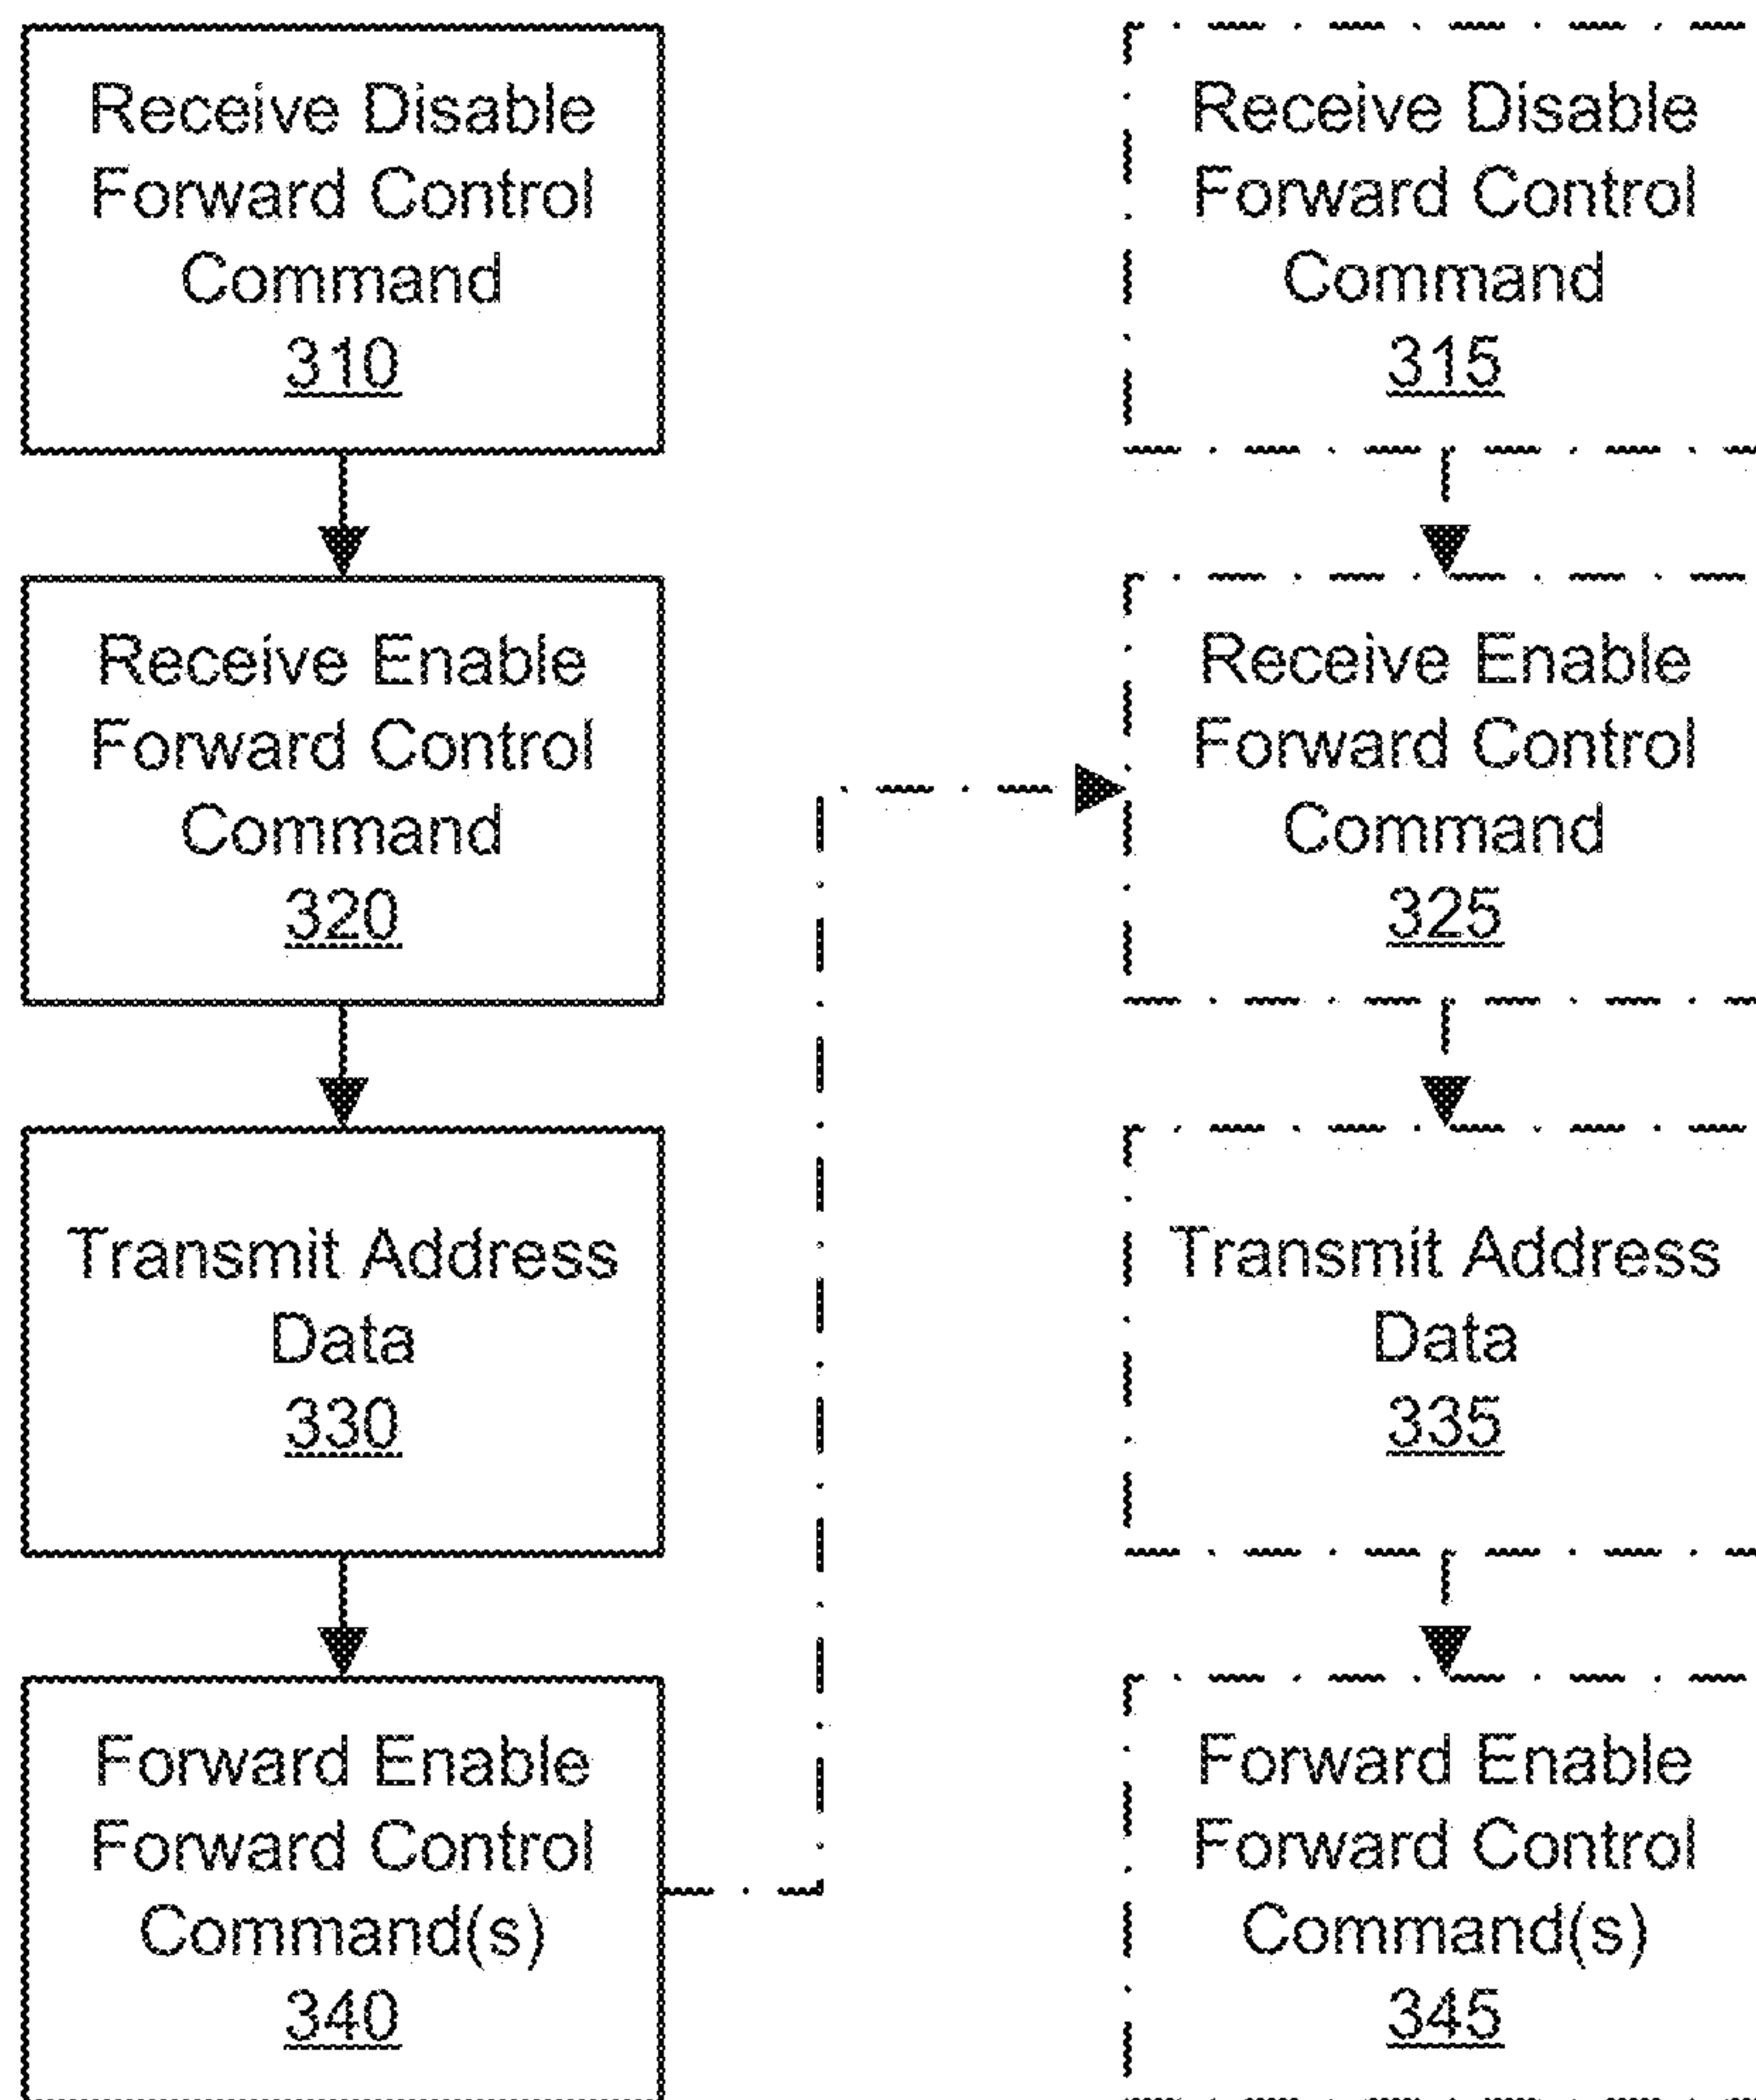 Receive Disable
Forward Control
Command
310
Receive Enable
Forward Control
Command
320
Transmit Address
Data
330
Forward Enable
Forward Control
Command(s)
340
Receive Disable
Forward Control
Command
315
Receive Enable
Forward Control
Command
325
Transmit Address
Data
335
Forward Enable
Forward Control
Command(s)
345